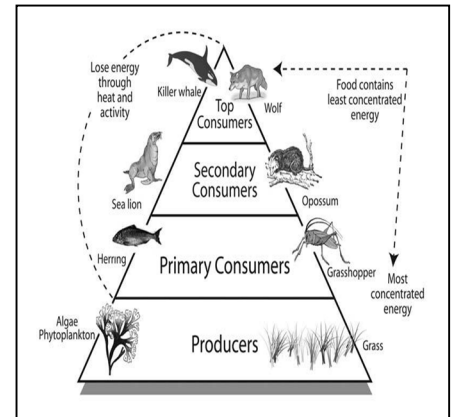 Lose energy
through
heat and
activity
Killer whale
Wolf
Top
Consumers
Food contains
least concentrated
energy
Sea lion
Secondary
Consumers
Opossum
Herring
Primary Consumers
Grasshopper
Most
concentrated
energy
Algae
Phytoplankton
Producers
Grass